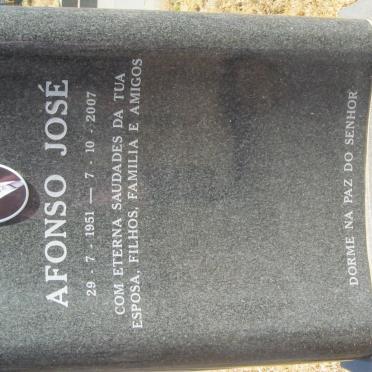 AFONSO JOSÉ
29 · 7 · 1951 — 7 · 10 · 2007
COM ETERNA SAUDADES DA TUA
ESPOSA, FILHOS, FAMILIA E AMIGOS
DORME NA PAZ DO SENHOR